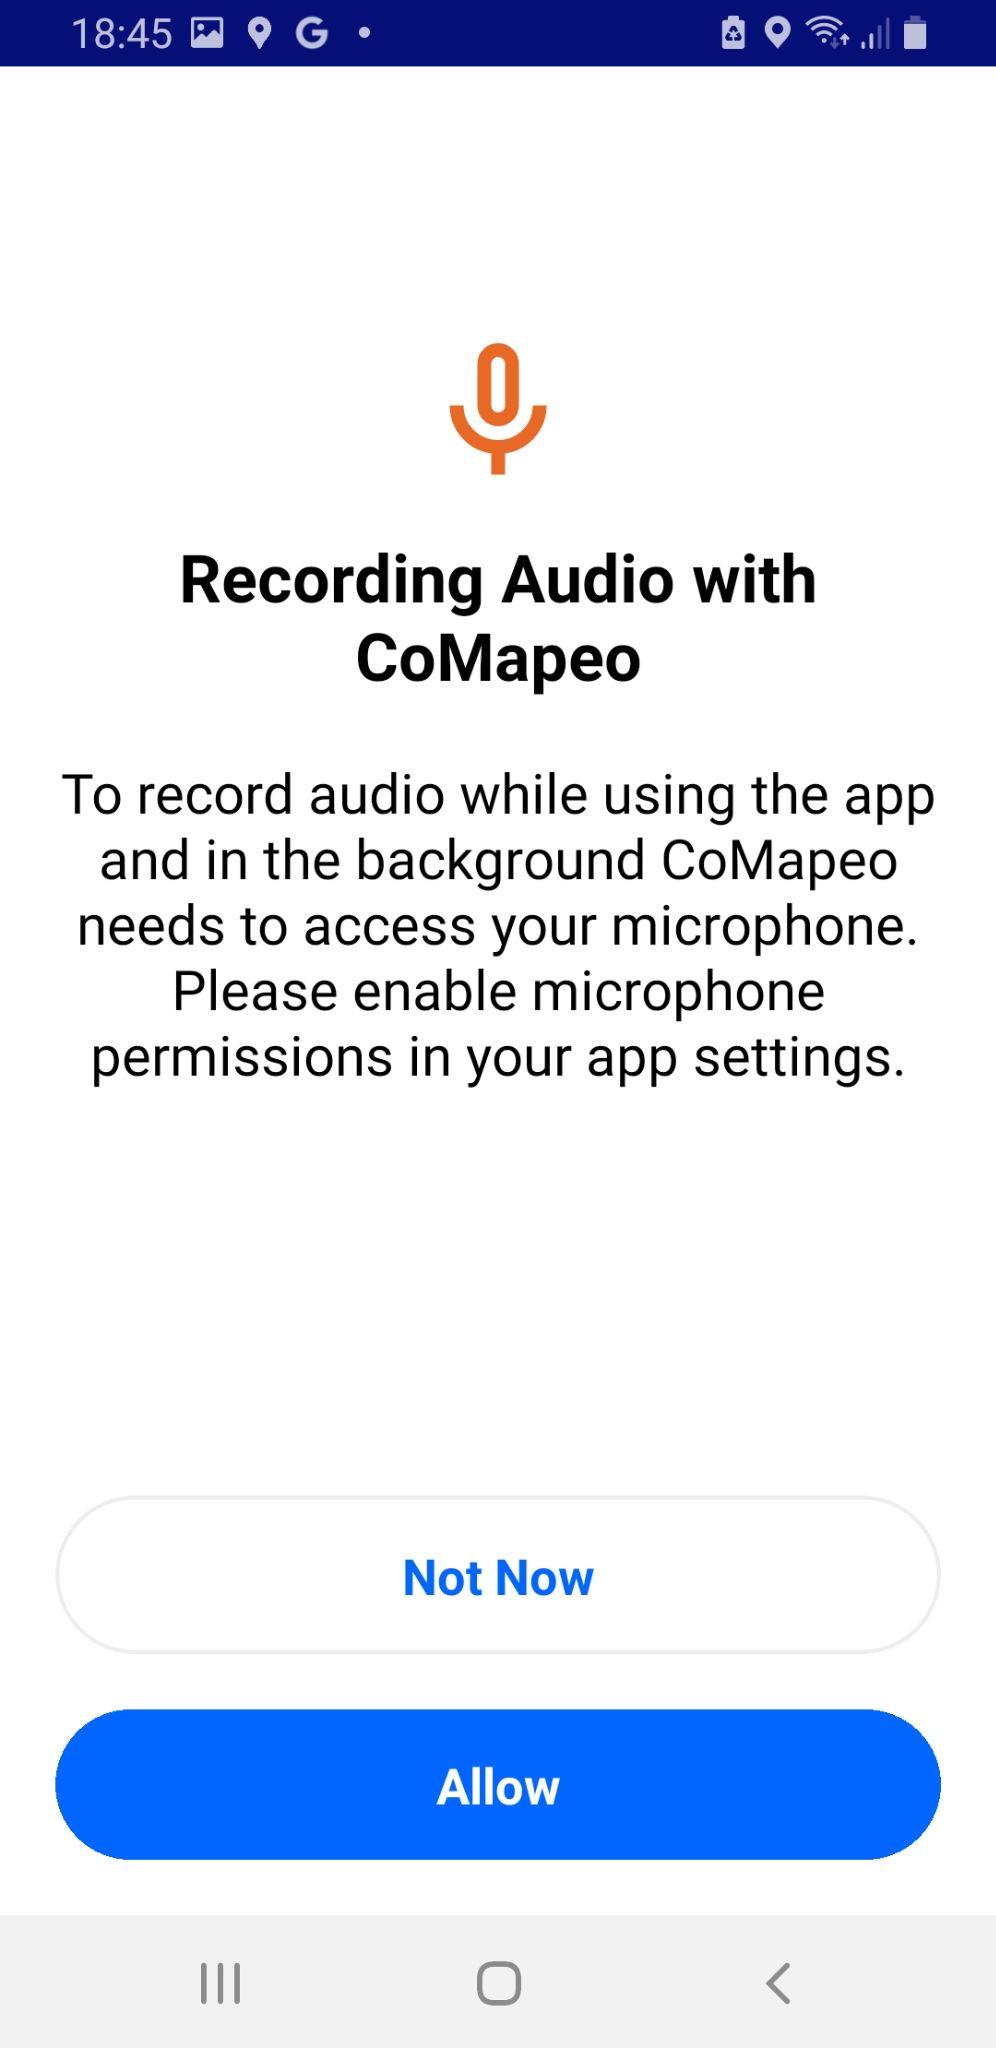 18:45
Recording Audio with
CoMapeo
To record audio while using the app
and in the background CoMapeo
needs to access your microphone.
Please enable microphone
permissions in your app settings.
Not Now
Allow